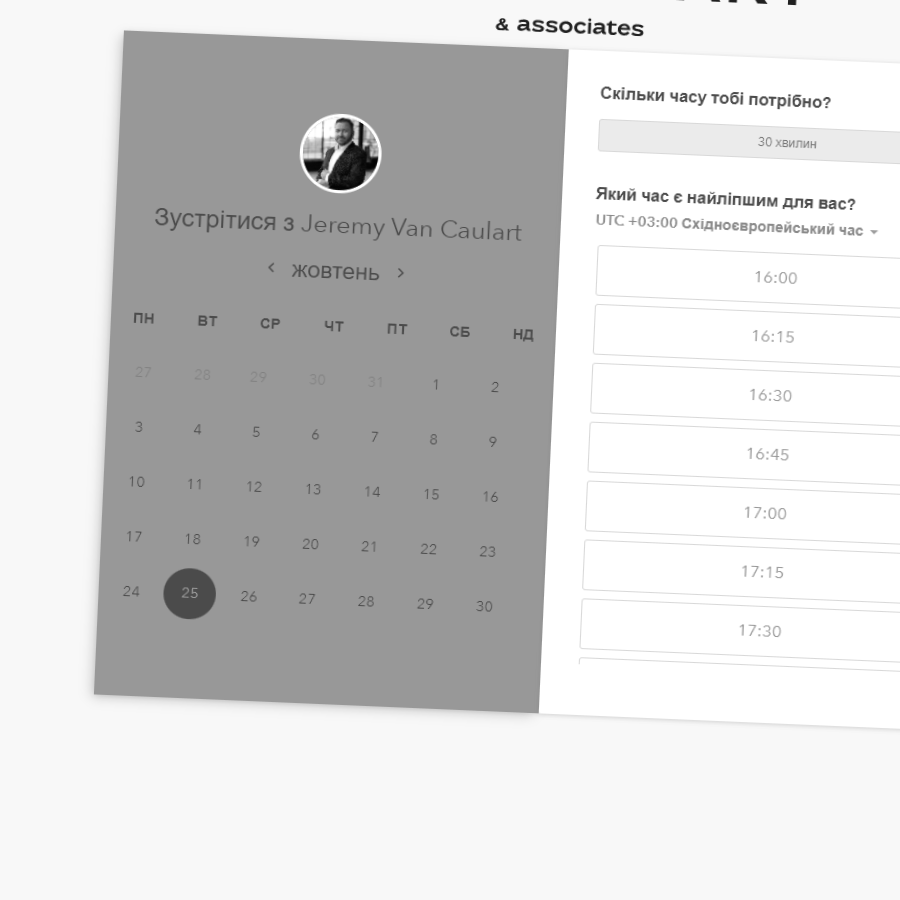 & associates
Зустрітися з Jeremy Van Caulart
жовтень
ПН ВТ СР ЧТ ПТ СБ НД
27 28 29 30 31 1 2
3 4 5 6 7 8 9
10 11 12 13 14 15 16
17 18 19 20 21 22 23
24 25 26 27 28 29 30
Скільки часу тобі потрібно?
30 хвилин
Який час є найліпшим для вас?
UTC +03:00 Східноєвропейський час
16:00
16:15
16:30
16:45
17:00
17:15
17:30